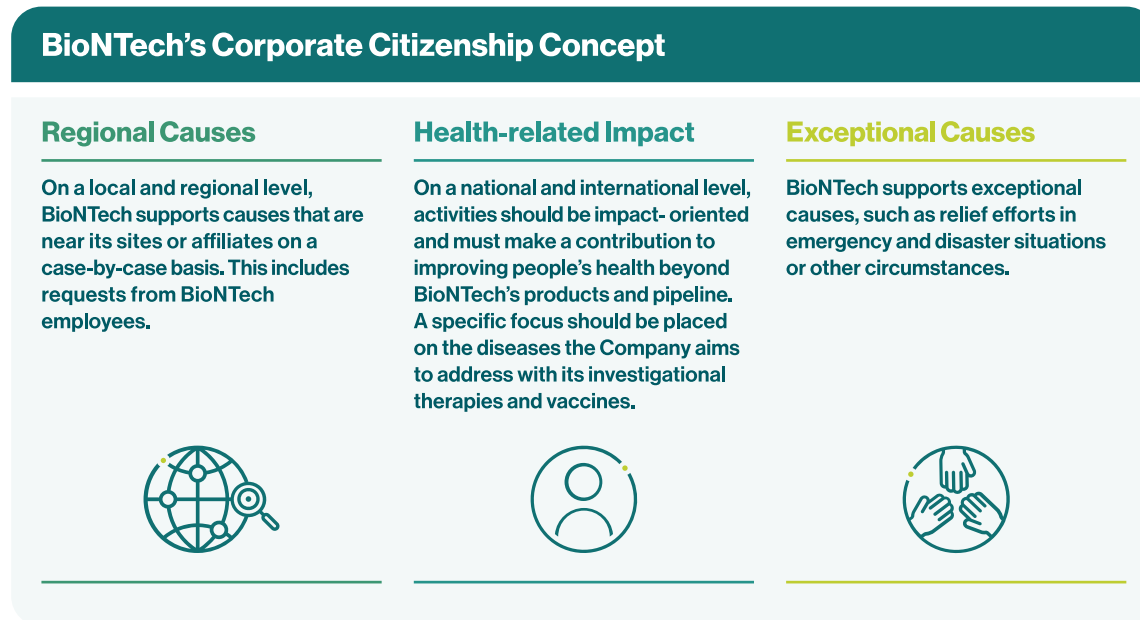 BioNTech's Corporate Citizenship Concept
Regional Causes
On a local and regional level,
BioNTech supports causes that are
near its sites or affiliates on a
case-by-case basis. This includes
requests from BioNTech
employees.
Health-related Impact
On a national and international level,
activities should be impact- oriented
and must make a contribution to
improving people's health beyond
BioNTech's products and pipeline.
A specific focus should be placed
on the diseases the Company aims
to address with its investigational
therapies and vaccines.
Exceptional Causes
BioNTech supports exceptional
causes, such as relief efforts in
emergency and disaster situations
or other circumstances.